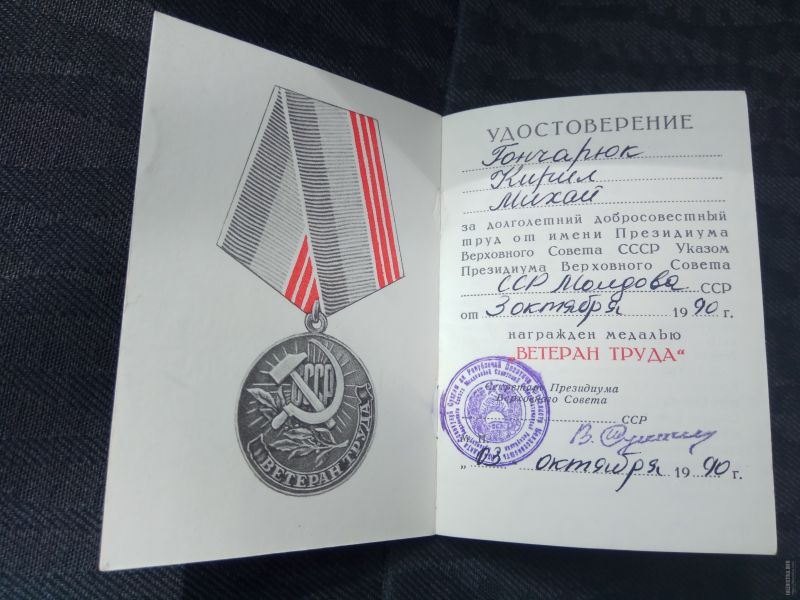 СССР
ВЕТЕРАН ТРУДА
УДОСТОВЕРЕНИЕ
Гончарюк
Кирил
Михай
за долголетний добросовестный
труд от имени Президиума
Верховного Совета СССР Указом
Президиума Верховного Совета
ССР Молдова ССР
от 3 октября 1990 г.
награжден медалью
„ВЕТЕРАН ТРУДА“
Секретарь Президиума
Верховного Совета
ССР
„03 октября 1990 г.